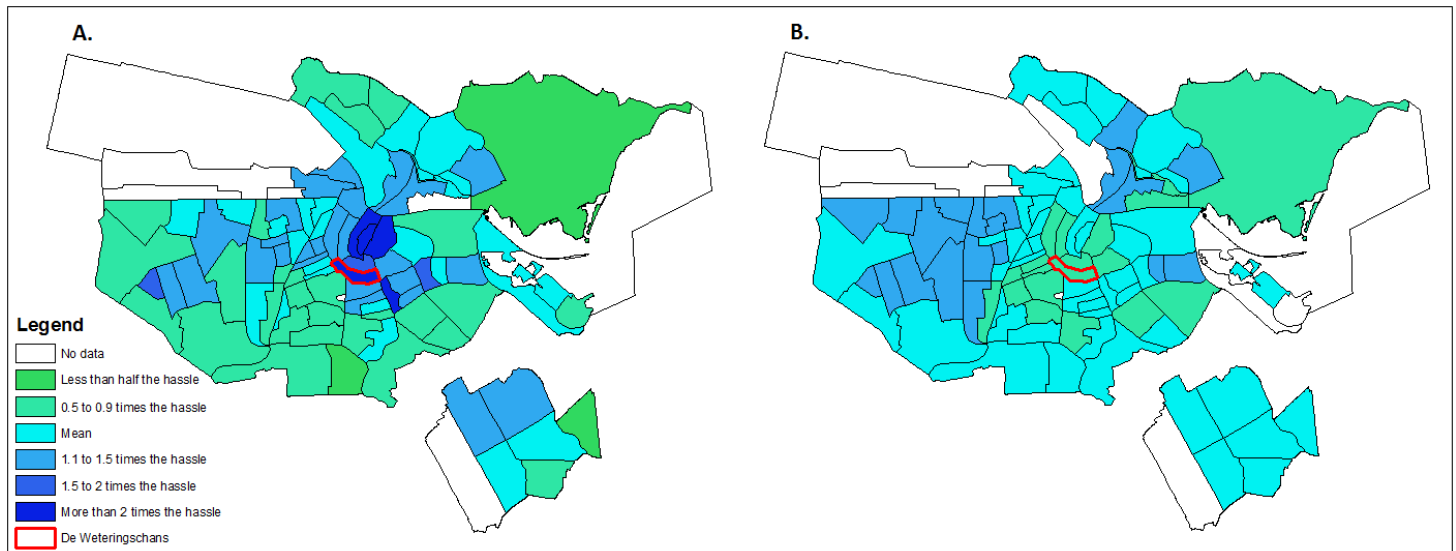 A.
B.
Legend
No data
Less than half the hassle
0.5 to 0.9 times the hassle
Mean
1.1 to 1.5 times the hassle
1.5 to 2 times the hassle
More than 2 times the hassle
De Weteringschans